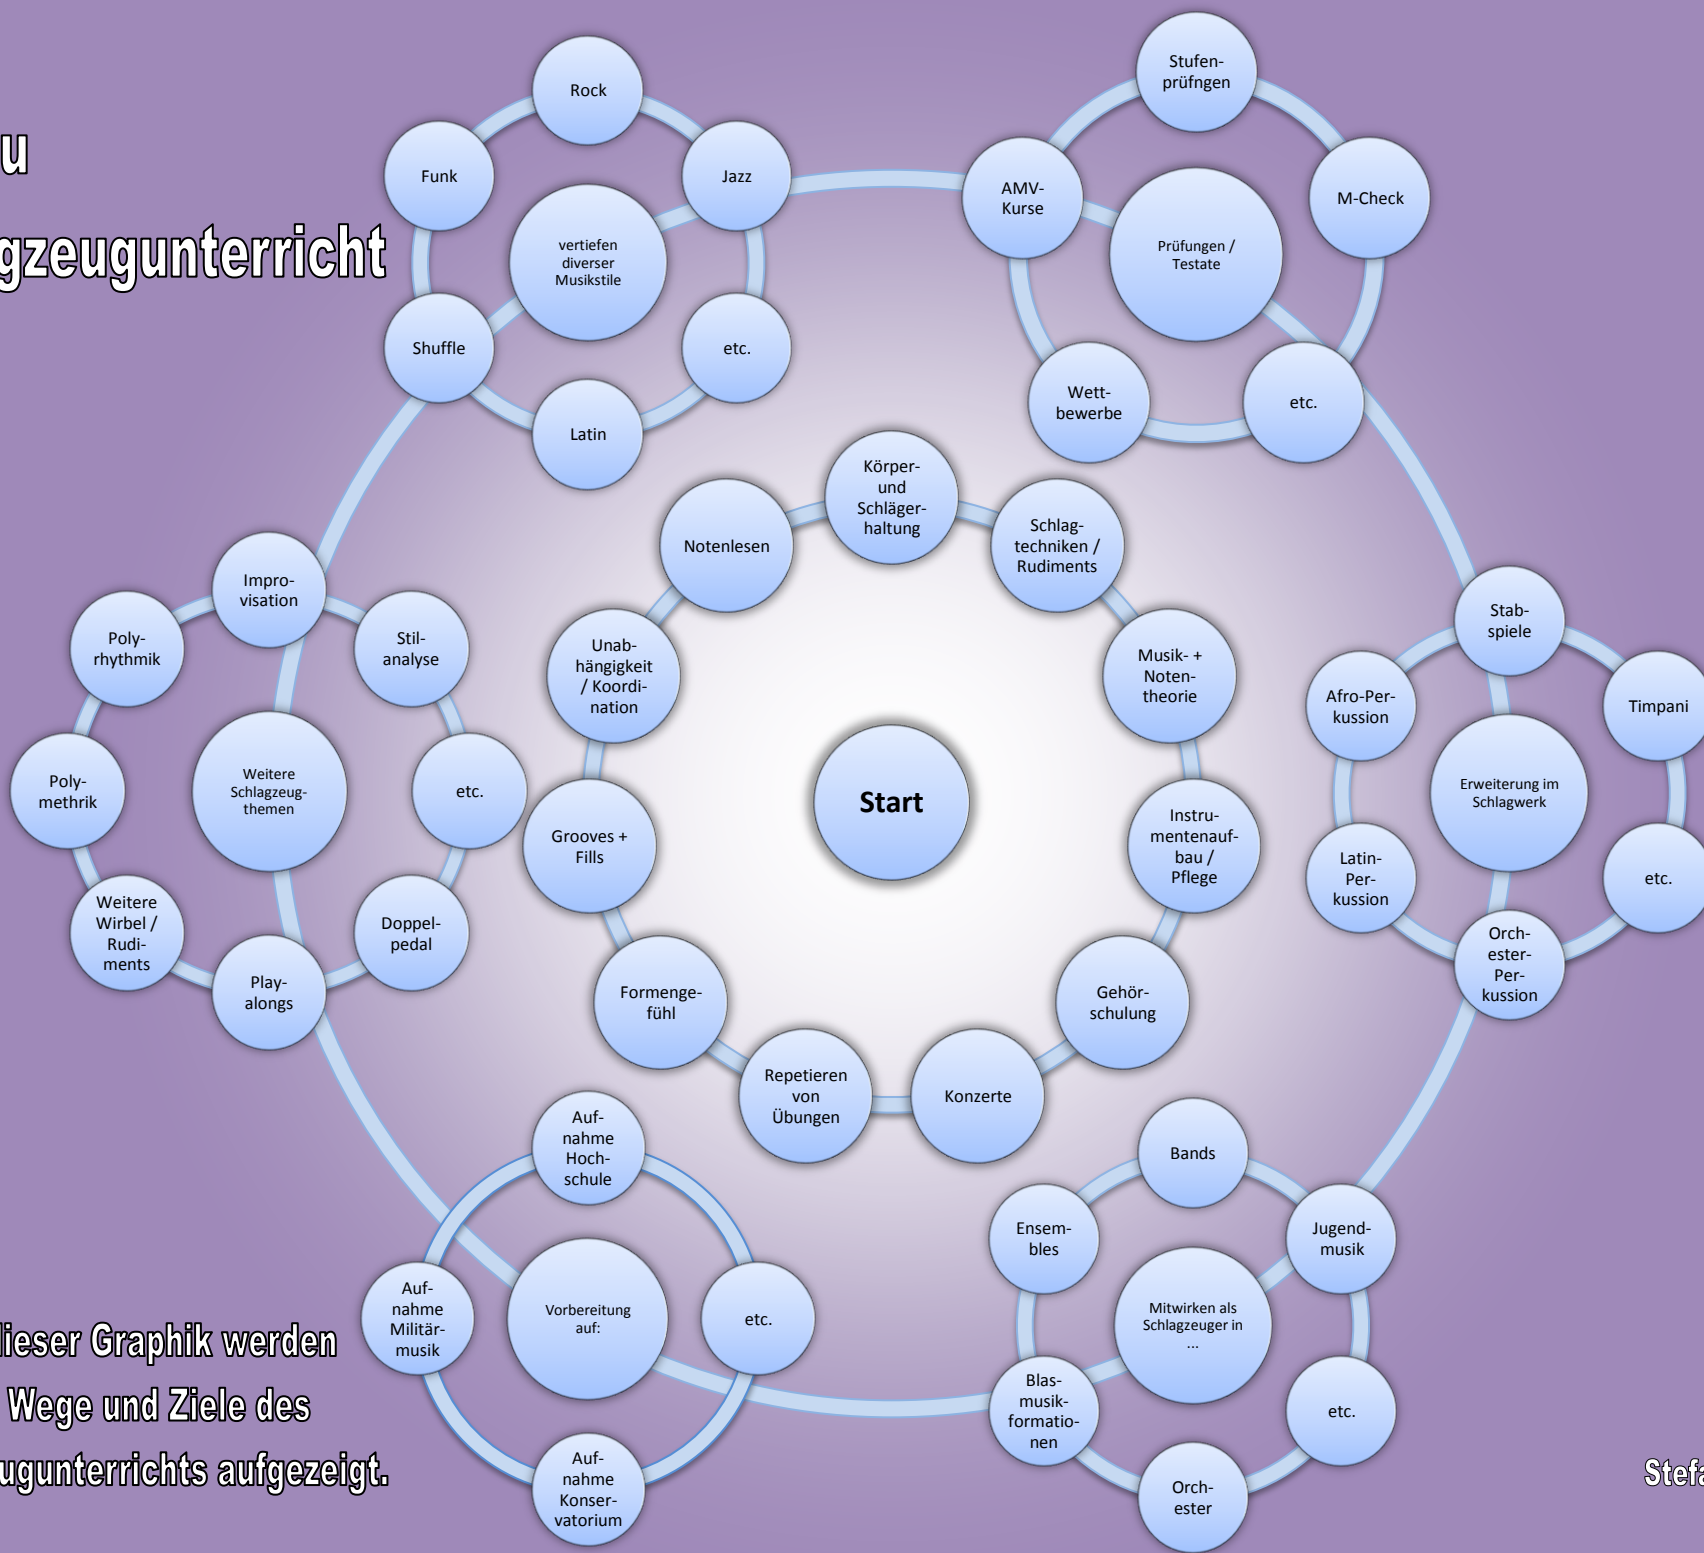 u
gzeugunterricht
Rock
Funk
Jazz
vertiefen
diverser
Musikstile
Shuffle
etc.
Latin
Stufen-
prüfngen
AMV-
Kurse
M-Check
Prüfungen /
Testate
Wett-
bewerbe
etc.
Körper-
und
Schläger-
haltung
Notenlesen
Schlag-
techniken /
Rudiments
Unab-
hängigkeit
/ Koordi-
nation
Musik- +
Noten-
theorie
Start
Grooves +
Fills
Instru-
mentenauf-
bau /
Pflege
Formenge-
fühl
Gehör-
schulung
Repetieren
von
Übungen
Konzerte
Impro-
visation
Poly-
rhythmik
Stil-
analyse
Poly-
methrik
Weitere
Schlagzeug-
themen
etc.
Weitere
Wirbel /
Rudi-
ments
Doppel-
pedal
Play-
alongs
Stab-
spiele
Afro-Per-
kussion
Timpani
Erweiterung im
Schlagwerk
Latin-
Per-
kussion
etc.
Orch-
ester-
Per-
kussion
Auf-
nahme
Hoch-
schule
Auf-
nahme
Militär-
musik
Vorbereitung
auf:
etc.
Auf-
nahme
Konser-
vatorium
Bands
Ensem-
bles
Jugend-
musik
Mitwirken als
Schlagzeuger in
...
Blas-
musik-
formatio-
nen
etc.
Orch-
ester
dieser Graphik werden
Wege und Ziele des
ugunterrichts aufgezeigt.
Stefa